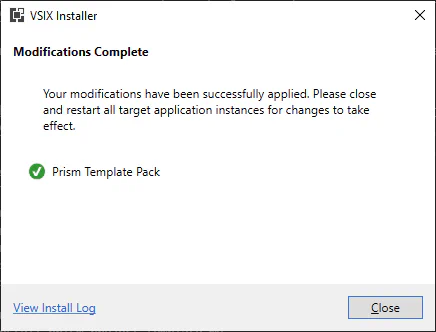 VSIX Installer
Modifications Complete
Your modifications have been successfully applied. Please close
and restart all target application instances for changes to take
effect.
Prism Template Pack
View Install Log
Close